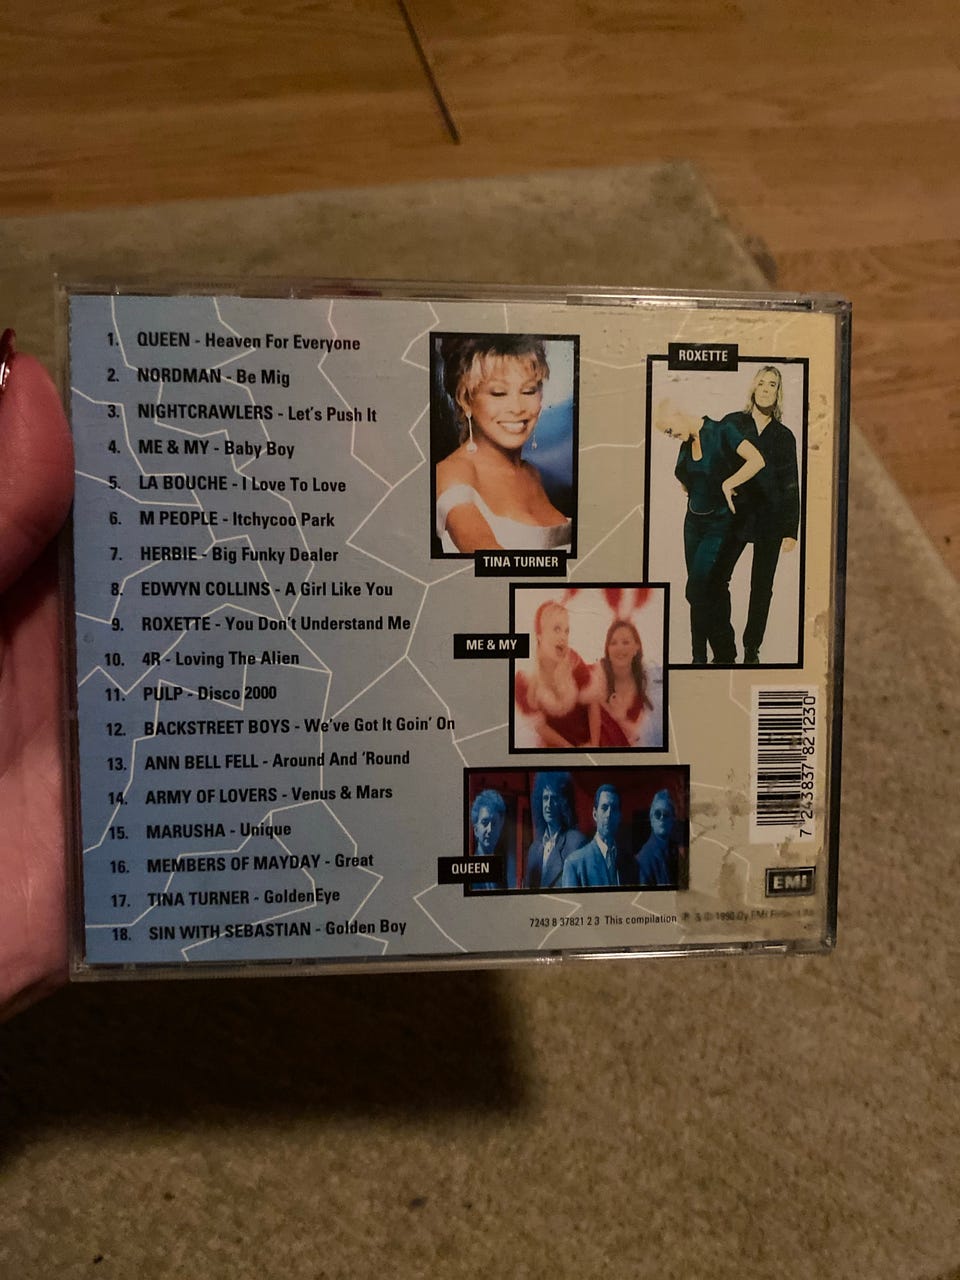 1. QUEEN - Heaven For Everyone
2. NORDMAN - Be Mig
3. NIGHTCRAWLERS - Let's Push It
4. ME & MY - Baby Boy
5. LA BOUCHE - I Love To Love
6. M PEOPLE - Itchycoo Park
7. HERBIE - Big Funky Dealer
8. EDWYN COLLINS - A Girl Like You
9. ROXETTE - You Don't Understand Me
10. 4R - Loving The Alien
11. PULP - Disco 2000
12. BACKSTREET BOYS - We've Got It Goin' On
13. ANN BELL FELL - Around And 'Round
14. ARMY OF LOVERS - Venus & Mars
15. MARUSHA - Unique
16. MEMBERS OF MAYDAY - Great
17. TINA TURNER - GoldenEye
18. SIN WITH SEBASTIAN - Golden Boy
ROXETTE
TINA TURNER
ME & MY
QUEEN
7 243837 821230
EMI
7243 8 37821 2 3 This compilation ℗ & © by EMI